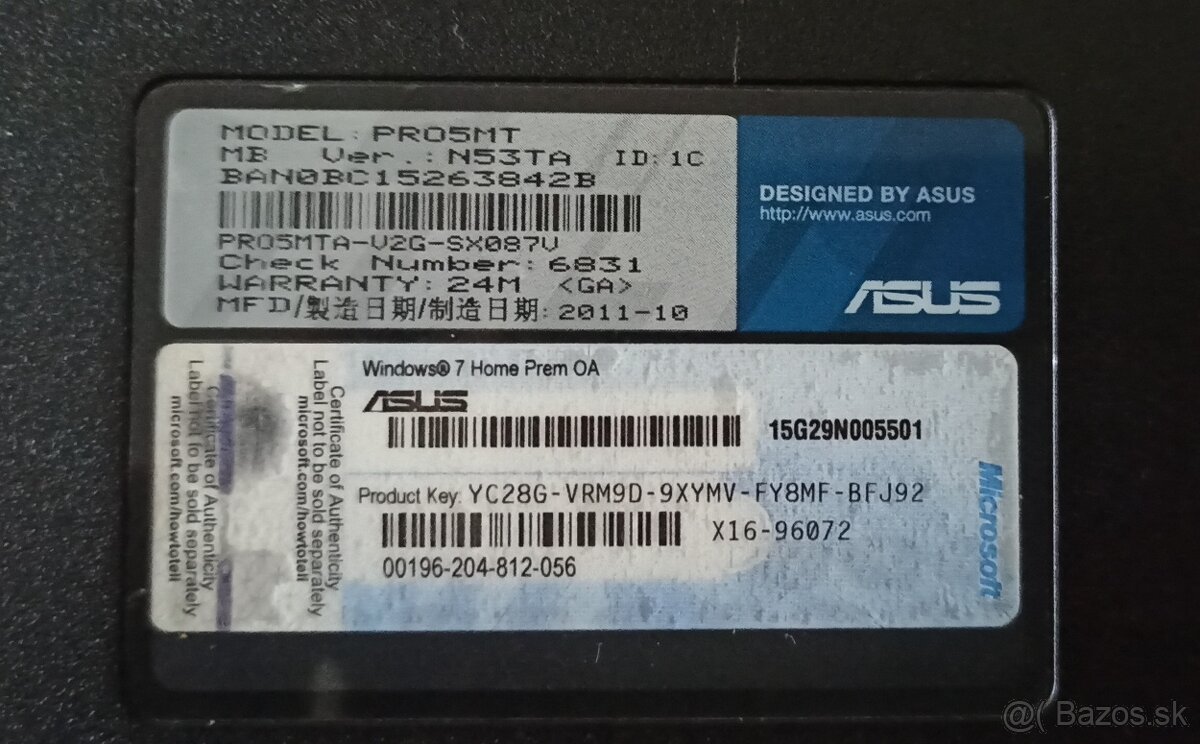 MODEL: PRO5MT
MB Ver.: N53TA ID:1C
BAN0BC15263842B
PRO5MTA-V2G-SX087V
Check Number: 6831
WARRANTY: 24M <GA>
MFD/製造日期/制造日期: 2011-10
DESIGNED BY ASUS
http://www.asus.com
ASUS
Certificate of Authenticity
Label not to be sold separately
microsoft.com/howtotell
Certificate of Authenticity
Label not to be sold separately
microsoft.com/howtotell
Windows® 7 Home Prem OA
ASUS
15G29N005501
Product Key: YC28G-VRM9D-9XYMV-FY8MF-BFJ92
X16-96072
00196-204-812-056
Microsoft
@( Bazos.sk